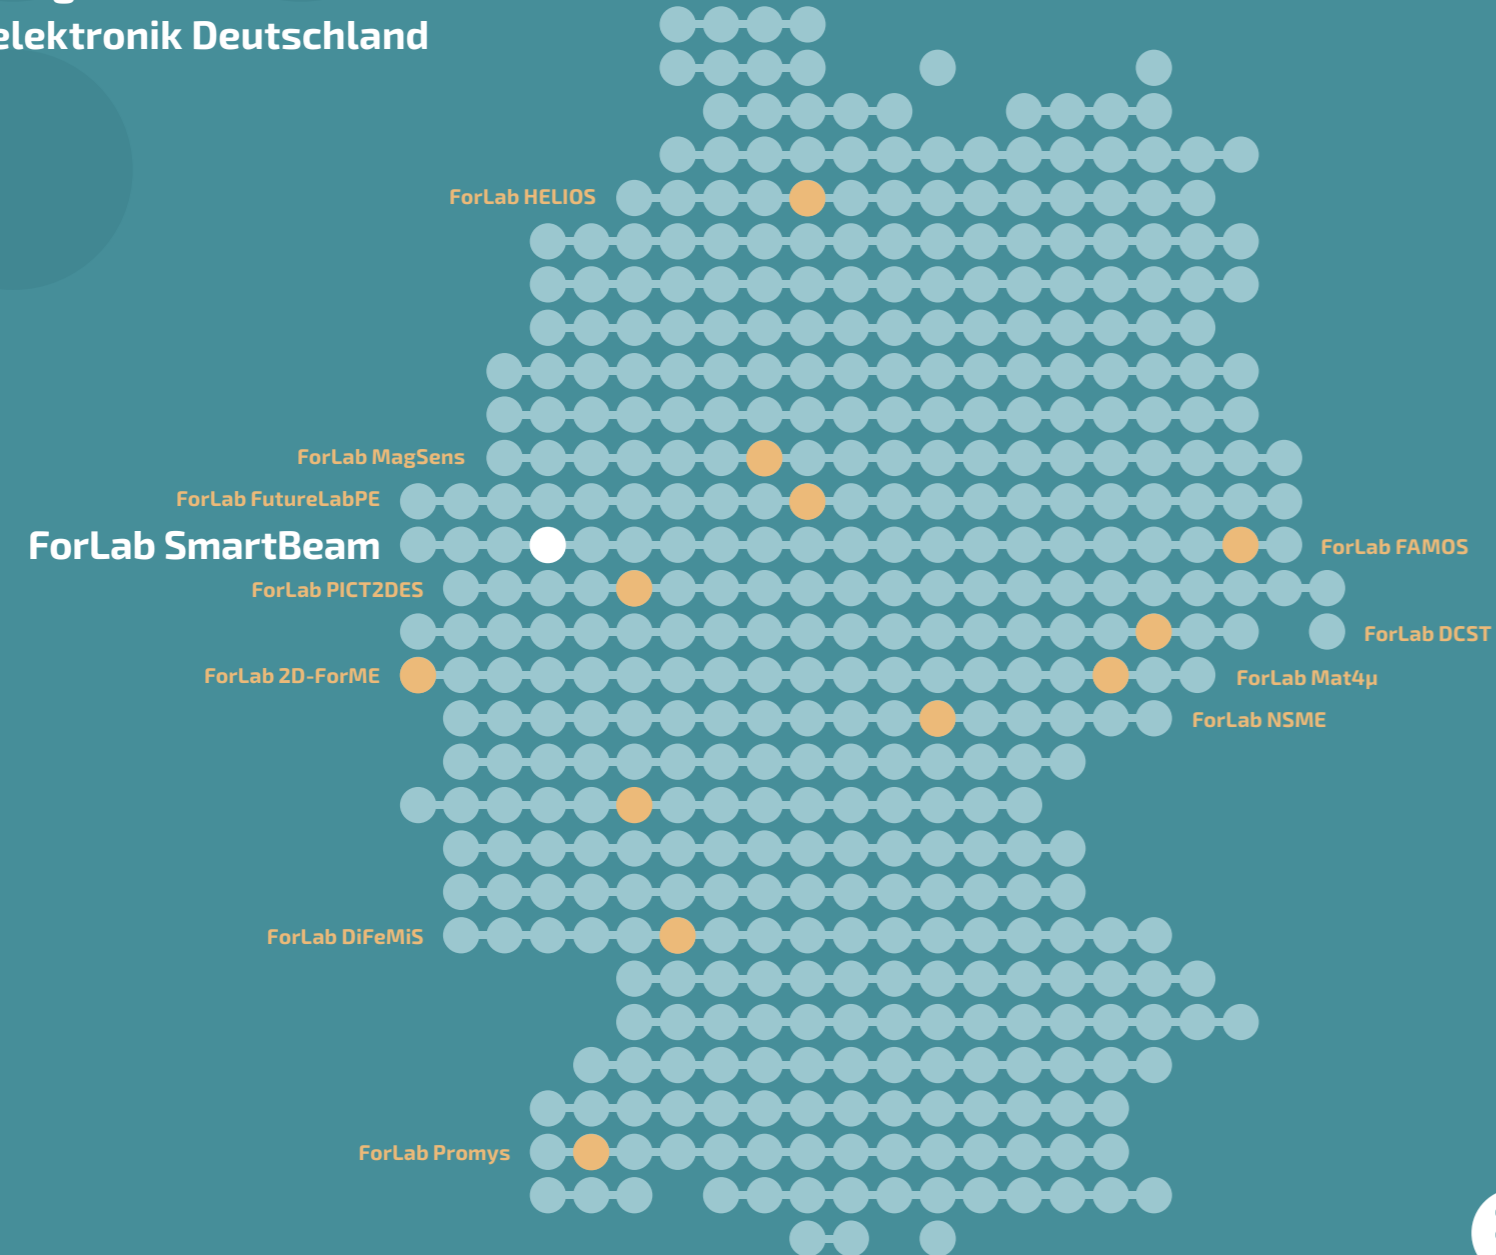 elektronik Deutschland
ForLab HELIOS
ForLab MagSens
ForLab FutureLabPE
ForLab SmartBeam
ForLab FAMOS
ForLab PICT2DES
ForLab DCST
ForLab 2D-ForME
ForLab Mat4µ
ForLab NSME
ForLab DiFeMiS
ForLab Promys